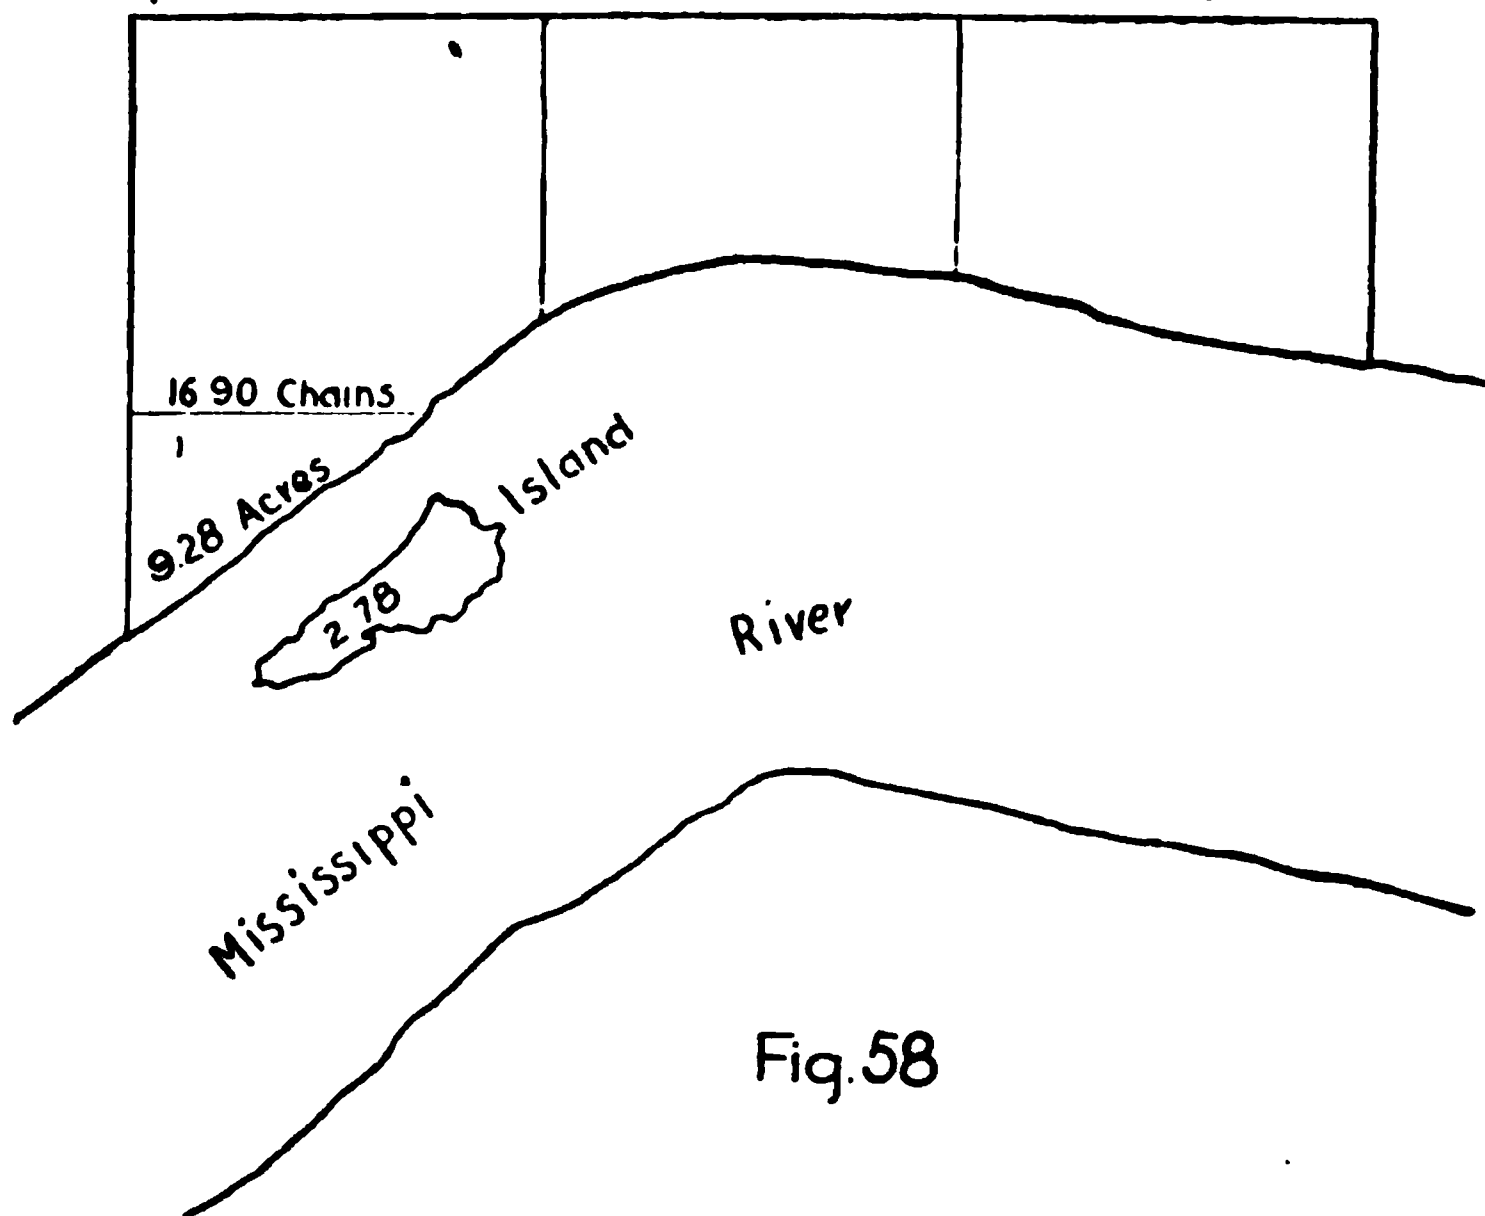 16 90 Chains
1
9.28 Acres
Island
2 78
River
Mississippi
Fig. 58